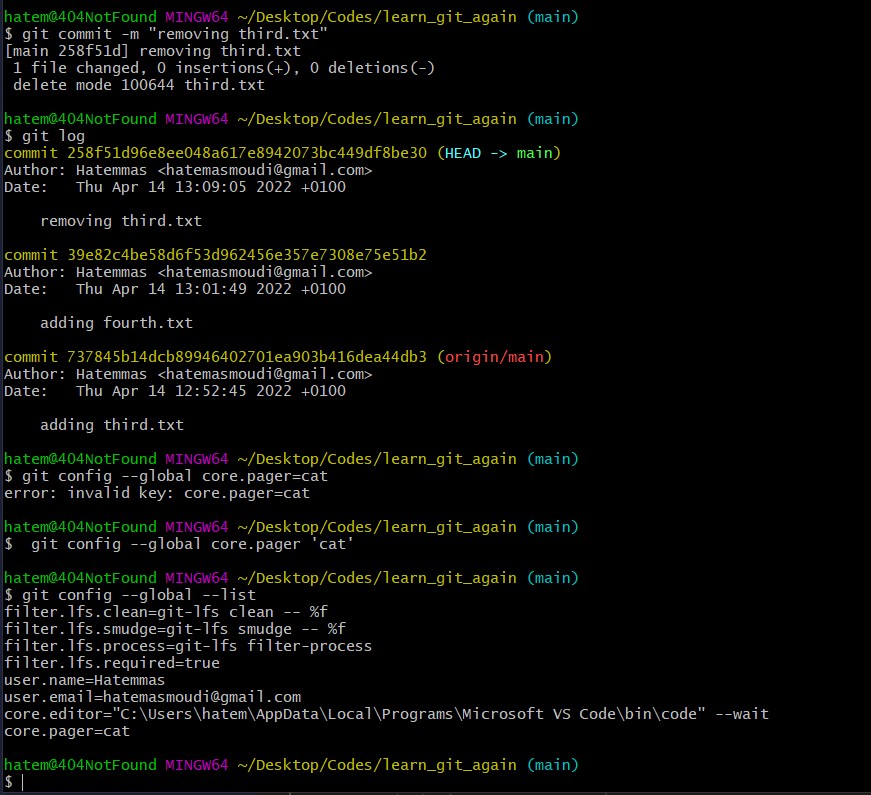 hatem@404NotFound MINGW64 ~/Desktop/Codes/learn_git_again (main)
$ git commit -m "removing third.txt"
[main 258f51d] removing third.txt
 1 file changed, 0 insertions(+), 0 deletions(-)
 delete mode 100644 third.txt

hatem@404NotFound MINGW64 ~/Desktop/Codes/learn_git_again (main)
$ git log
commit 258f51d96e8ee048a617e8942073bc449df8be30 (HEAD -> main)
Author: Hatemmas <hatemasmoudi@gmail.com>
Date:   Thu Apr 14 13:09:05 2022 +0100

    removing third.txt

commit 39e82c4be58d6f53d962456e357e7308e75e51b2
Author: Hatemmas <hatemasmoudi@gmail.com>
Date:   Thu Apr 14 13:01:49 2022 +0100

    adding fourth.txt

commit 737845b14dcb89946402701ea903b416dea44db3 (origin/main)
Author: Hatemmas <hatemasmoudi@gmail.com>
Date:   Thu Apr 14 12:52:45 2022 +0100

    adding third.txt

hatem@404NotFound MINGW64 ~/Desktop/Codes/learn_git_again (main)
$ git config --global core.pager=cat
error: invalid key: core.pager=cat

hatem@404NotFound MINGW64 ~/Desktop/Codes/learn_git_again (main)
$  git config --global core.pager 'cat'

hatem@404NotFound MINGW64 ~/Desktop/Codes/learn_git_again (main)
$ git config --global --list
filter.lfs.clean=git-lfs clean -- %f
filter.lfs.smudge=git-lfs smudge -- %f
filter.lfs.process=git-lfs filter-process
filter.lfs.required=true
user.name=Hatemmas
user.email=hatemasmoudi@gmail.com
core.editor="C:\Users\hatem\AppData\Local\Programs\Microsoft VS Code\bin\code" --wait
core.pager=cat

hatem@404NotFound MINGW64 ~/Desktop/Codes/learn_git_again (main)
$